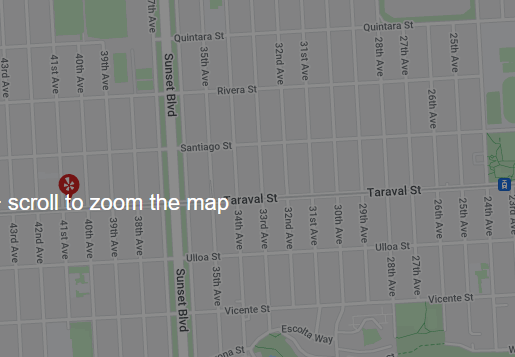 37th Ave
Quintara St
Quintara St
43rd Ave
41st Ave
40th Ave
39th Ave
Sunset Blvd
35th Ave
32nd Ave
31st Ave
28th Ave
27th Ave
25th Ave
Rivera St
26th Ave
Santiago St
scroll to zoom the map
Taraval St
Taraval St
43rd Ave
42nd Ave
41st Ave
40th Ave
39th Ave
38th Ave
34th Ave
33rd Ave
32nd Ave
31st Ave
30th Ave
29th Ave
26th Ave
25th Ave
24th Ave
23rd
Ulloa St
Ulloa St
Sunset Blvd
35th Ave
28th Ave
27th Ave
Vicente St
Vicente St
Escolta Way